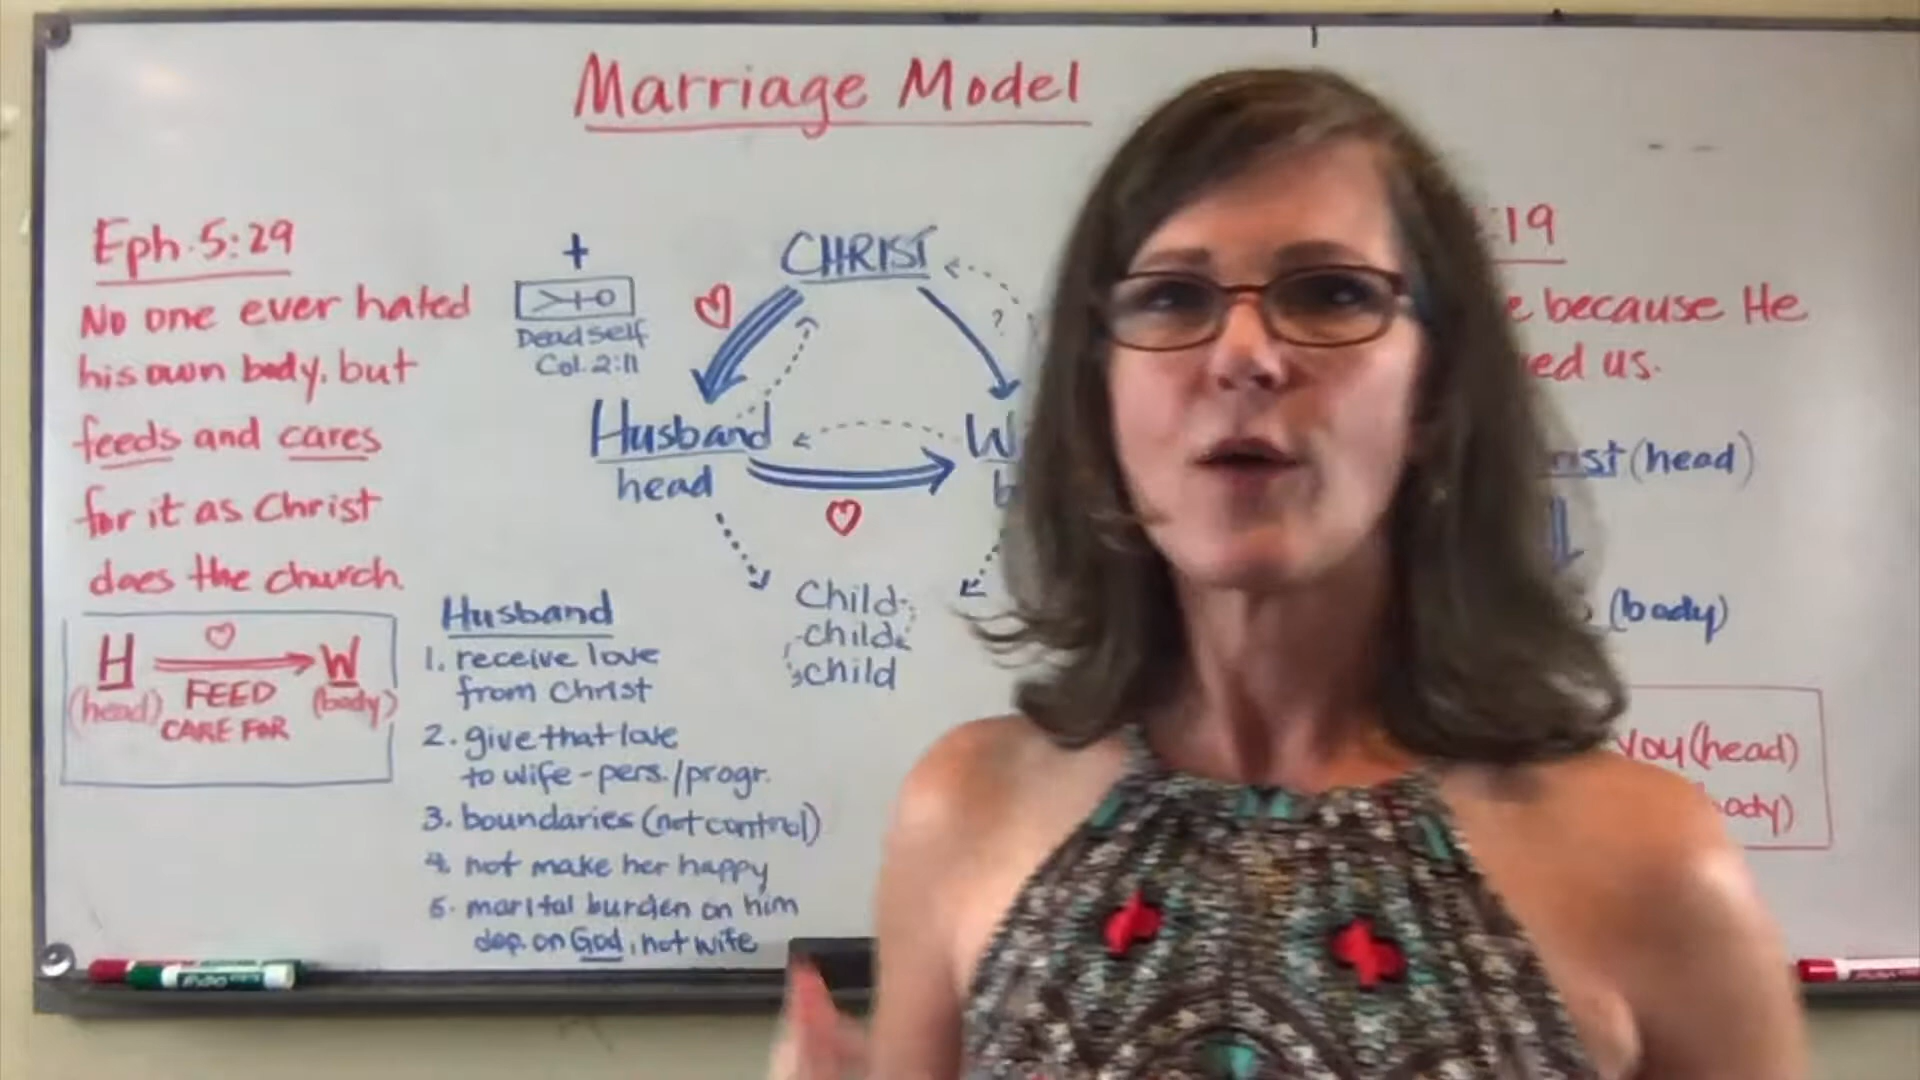 Marriage Model
Eph. 5:29
No one ever hated
his own body, but
feeds and cares
for it as Christ
does the church.
H W
(head) FEED (body)
CARE FOR
+
Dead self
Col. 2:11
CHRIST
?
Husband W
head b
Child
child
child
Husband
1. receive love
from Christ
2. give that love
to wife - pers./progr.
3. boundaries (not control)
4. not make her happy
5. marital burden on him
dep. on God, not wife
:19
e because He
ed us.
rist (head)
(body)
you (head)
ody)
EXPO